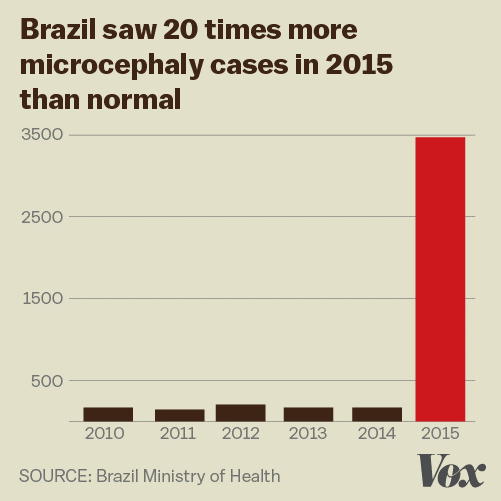 Brazil saw 20 times more
microcephaly cases in 2015
than normal
3500
2500
1500
500
2010 2011 2012 2013 2014 2015
SOURCE: Brazil Ministry of Health
Vox